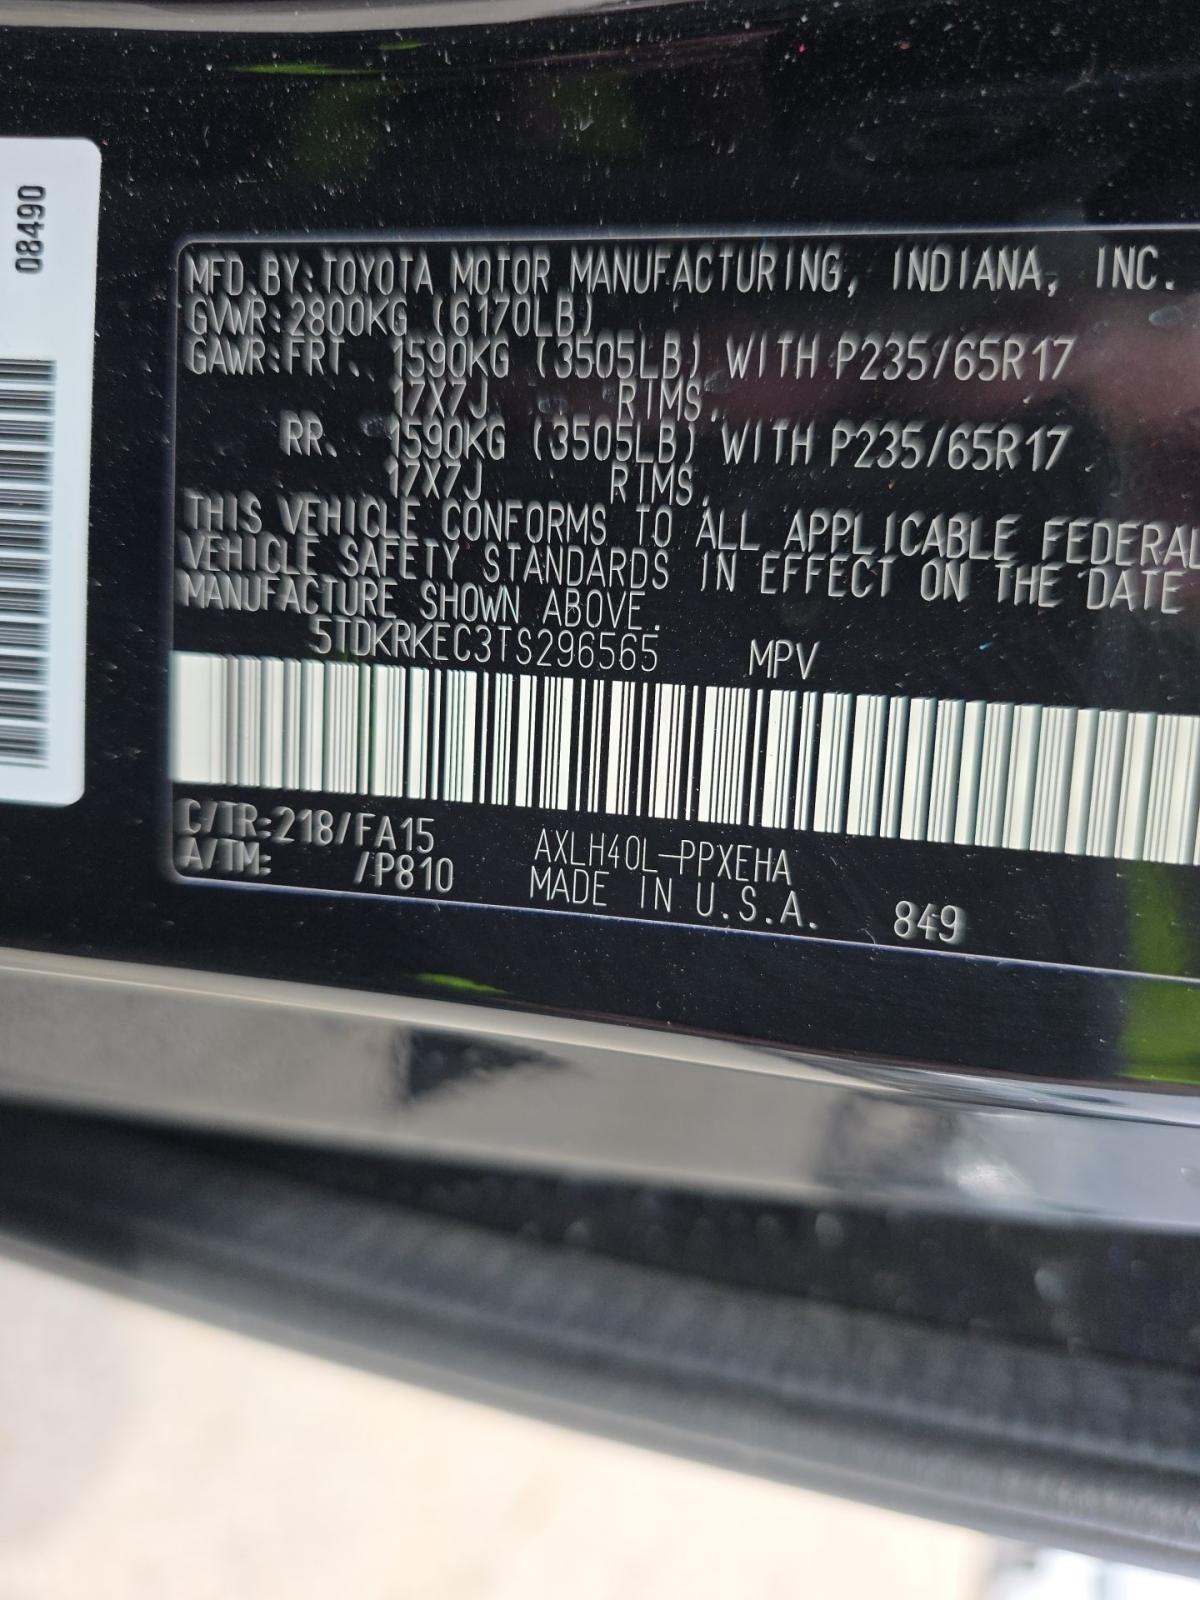 08490
MFD.BY:TOYOTA MOTOR MANUFACTURING, INDIANA, INC.
GVWR:2800KG (6170LB)
GAWR:FRT. 1590KG (3505LB) WITH P235/65R17
17X7J RIMS,
RR. 1590KG (3505LB) WITH P235/65R17
17X7J RIMS,
THIS VEHICLE CONFORMS TO ALL APPLICABLE FEDERAL
VEHICLE SAFETY STANDARDS IN EFFECT ON THE DATE
MANUFACTURE SHOWN ABOVE.
5TDKRKEC3TS296565 MPV
C/TR:218/FA15 AXLH40L-PPXEHA
A/TM: /P810 MADE IN U.S.A. 849